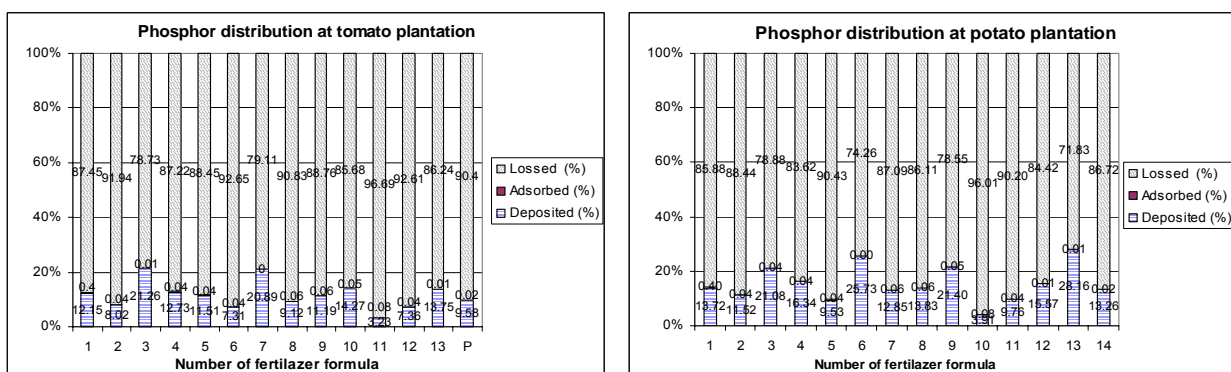 Phosphor distribution at tomato plantation
100%
80%
60%
40%
20%
0%
87.45 91.94 78.73 87.22 88.45 92.65 79.11 90.83 88.76 85.68 96.69 92.61 86.24 90.4
0.4 0.04 0.01 0.04 0.04 0.04 0 0.06 0.06 0.05 0.08 0.04 0.01 0.02
12.15 8.02 21.26 12.73 11.51 7.31 20.89 9.12 11.19 14.27 3.23 7.36 13.75 9.58
1 2 3 4 5 6 7 8 9 10 11 12 13 P
Number of fertilazer formula
Lossed (%)
Adsorbed (%)
Deposited (%)
Phosphor distribution at potato plantation
100%
80%
60%
40%
20%
0%
85.88 88.44 78.88 83.62 90.43 74.26 87.09 86.11 78.55 96.01 90.20 84.42 71.83 86.72
0.40 0.04 0.04 0.04 0.04 0.00 0.06 0.06 0.05 0.08 0.04 0.01 0.01 0.02
13.72 11.52 21.08 16.34 9.53 25.73 12.85 13.83 21.40 3.91 9.76 15.57 28.16 13.26
1 2 3 4 5 6 7 8 9 10 11 12 13 14
Number of fertilazer formula
Lossed (%)
Adsorbed (%)
Deposited (%)